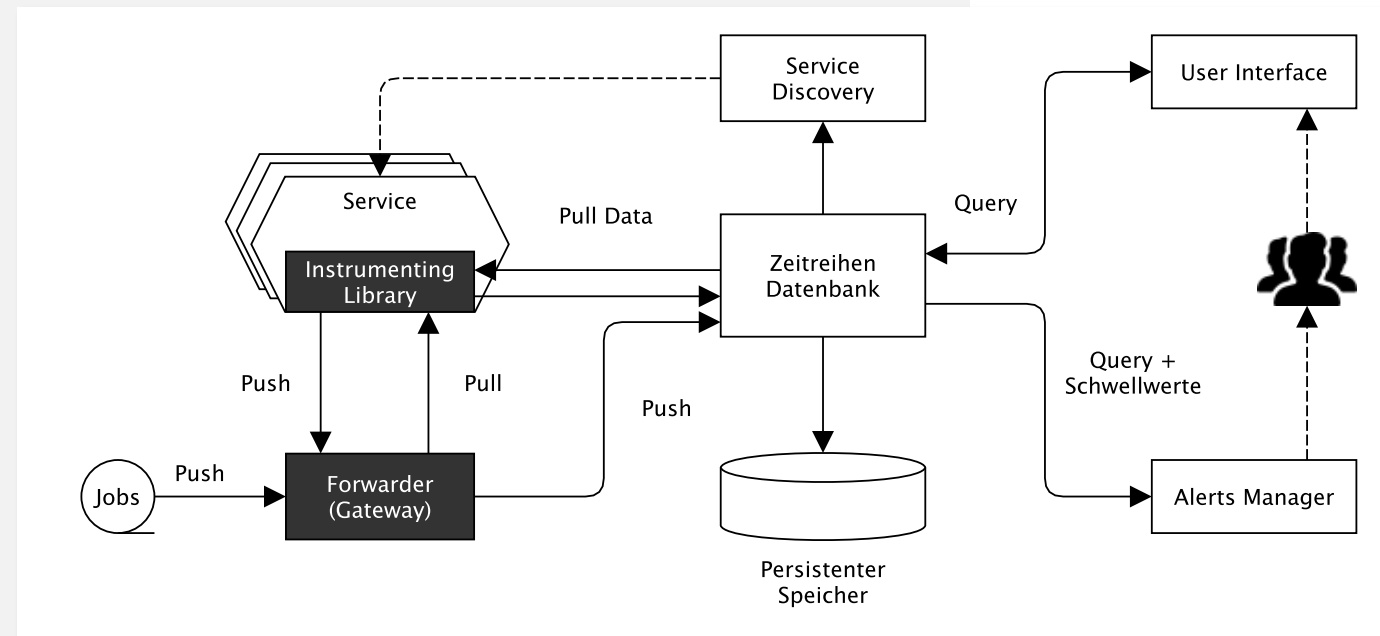 Service
Discovery
User Interface
Service
Pull Data
Query
Instrumenting
Library
Zeitreihen
Datenbank
Push
Pull
Push
Query +
Schwellwerte
Push
Jobs
Forwarder
(Gateway)
Alerts Manager
Persistenter
Speicher